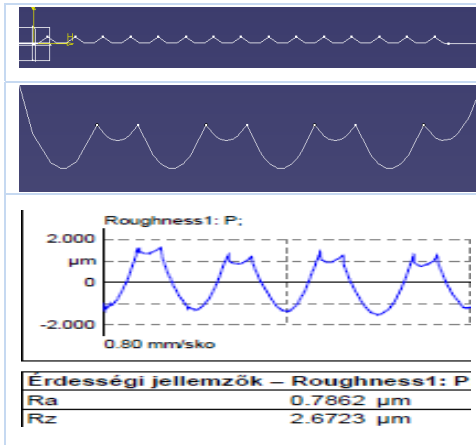 Roughness1: P;
2.000
µm
0
-2.000
0.80 mm/sko
Érdességi jellemzők – Roughness1: P
Ra 0.7862 µm
Rz 2.6723 µm